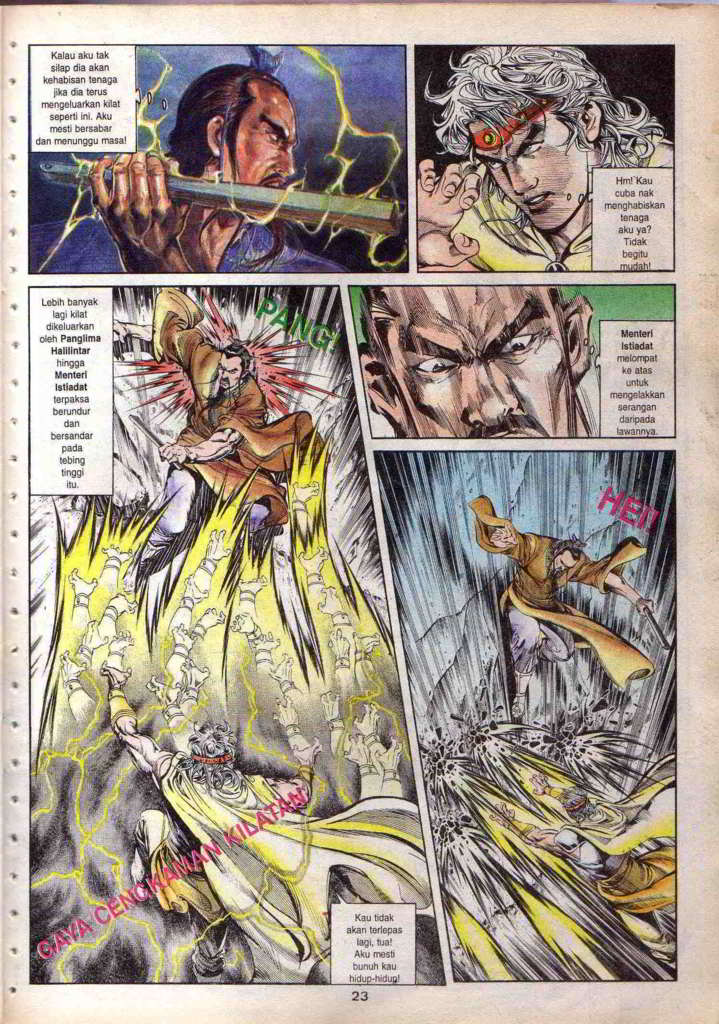 Kalau aku tak
silap dia akan
kehabisan tenaga
jika dia terus
mengeluarkan kilat
seperti ini. Aku
mesti bersabar
dan menunggu masa!
Hm! Kau
cuba nak
menghabiskan
tenaga
aku ya?
Tidak
begitu
mudah!
Lebih banyak
lagi kilat
dikeluarkan
oleh Panglima
Halilintar
hingga
Menteri
Istiadat
terpaksa
berundur
dan
bersandar
pada
tebing
tinggi
itu.
PANG!
Menteri
Istiadat
melompat
ke atas
untuk
mengelakkan
serangan
daripada
lawannya.
HEI!
GAYA CENGKAMAN KILATAN
Kau tidak
akan terlepas
lagi, tua!
Aku mesti
bunuh kau
hidup-hidup!
23